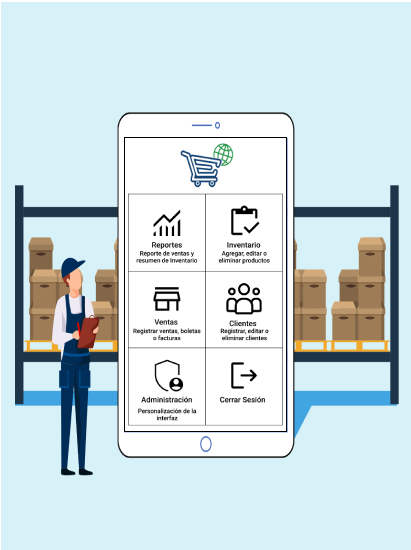 Reportes
Reporte de ventas y
resumen de Inventario
Inventario
Agregar, editar o
eliminar productos
Ventas
Registrar ventas, boletas
o facturas
Clientes
Registrar, editar o
eliminar clientes
Administración
Personalización de la
interfaz
Cerrar Sesión